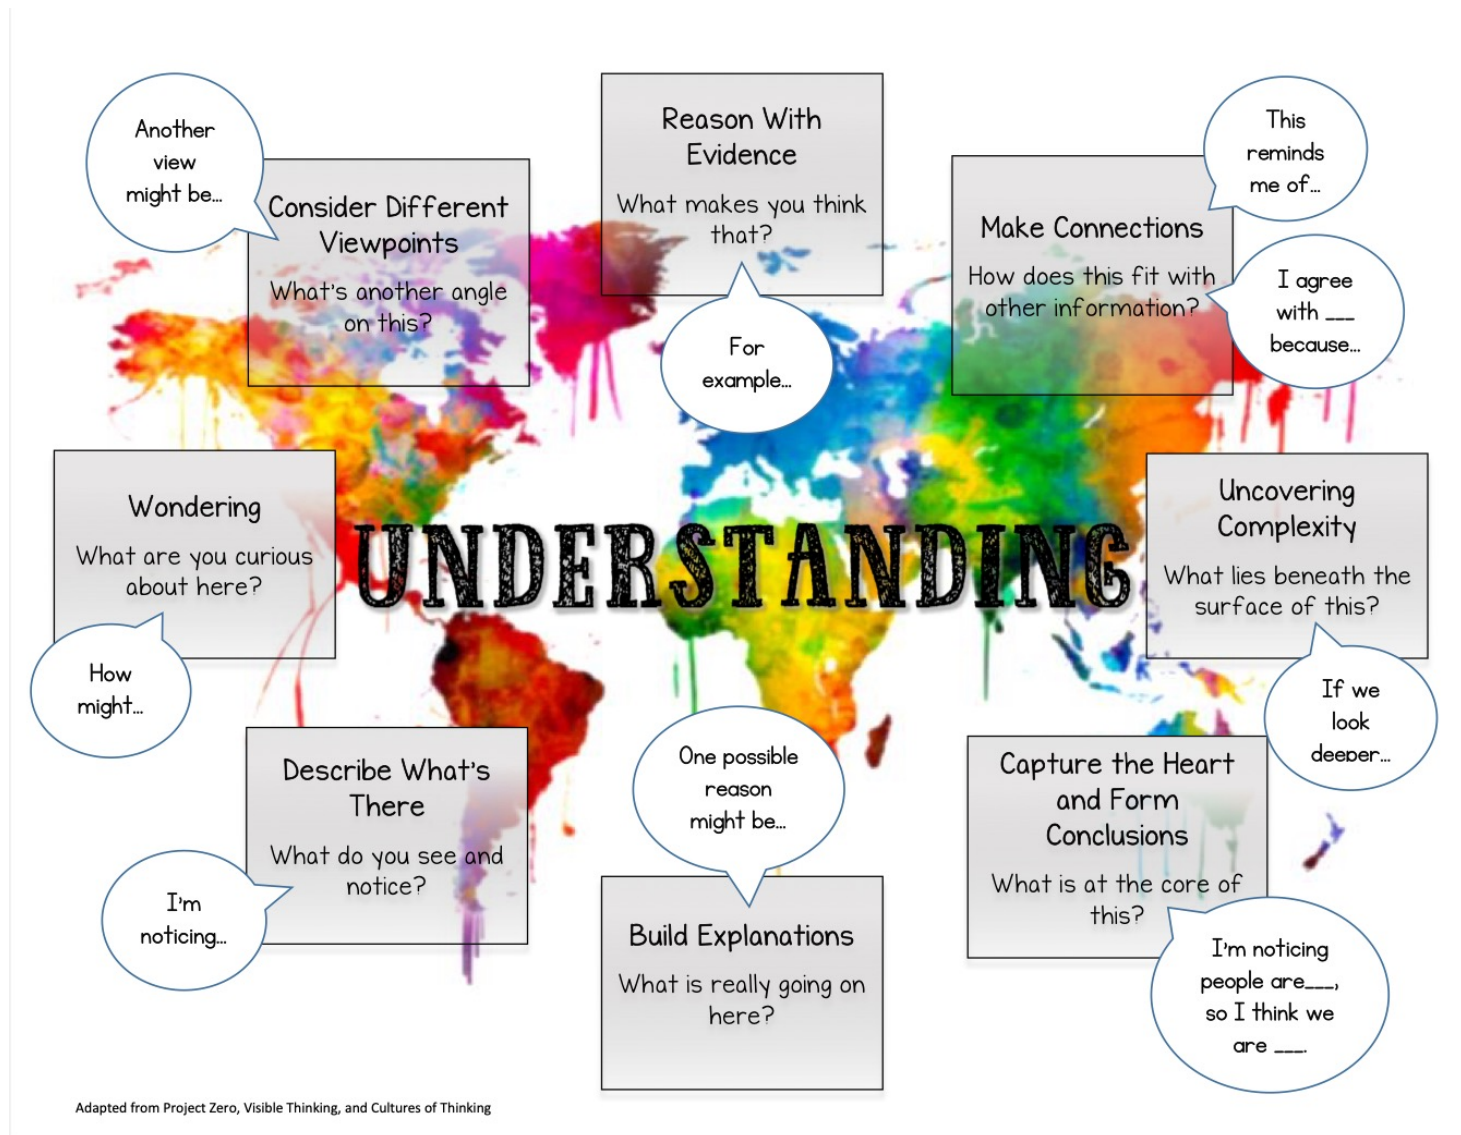 Another
view
might be...
Consider Different
Viewpoints
What's another angle
on this?
Reason With
Evidence
What makes you think
that?
For
example...
Make Connections
How does this fit with
other information?
This
reminds
me of...
I agree
with ___
because...
Wondering
What are you curious
about here?
How
might...
UNDERSTANDING
Uncovering
Complexity
What lies beneath the
surface of this?
If we
look
deeper...
Describe What's
There
What do you see and
notice?
I'm
noticing...
One possible
reason
might be...
Build Explanations
What is really going on
here?
Capture the Heart
and Form
Conclusions
What is at the core of
this?
I'm noticing
people are___,
so I think we
are ___.
Adapted from Project Zero, Visible Thinking, and Cultures of Thinking